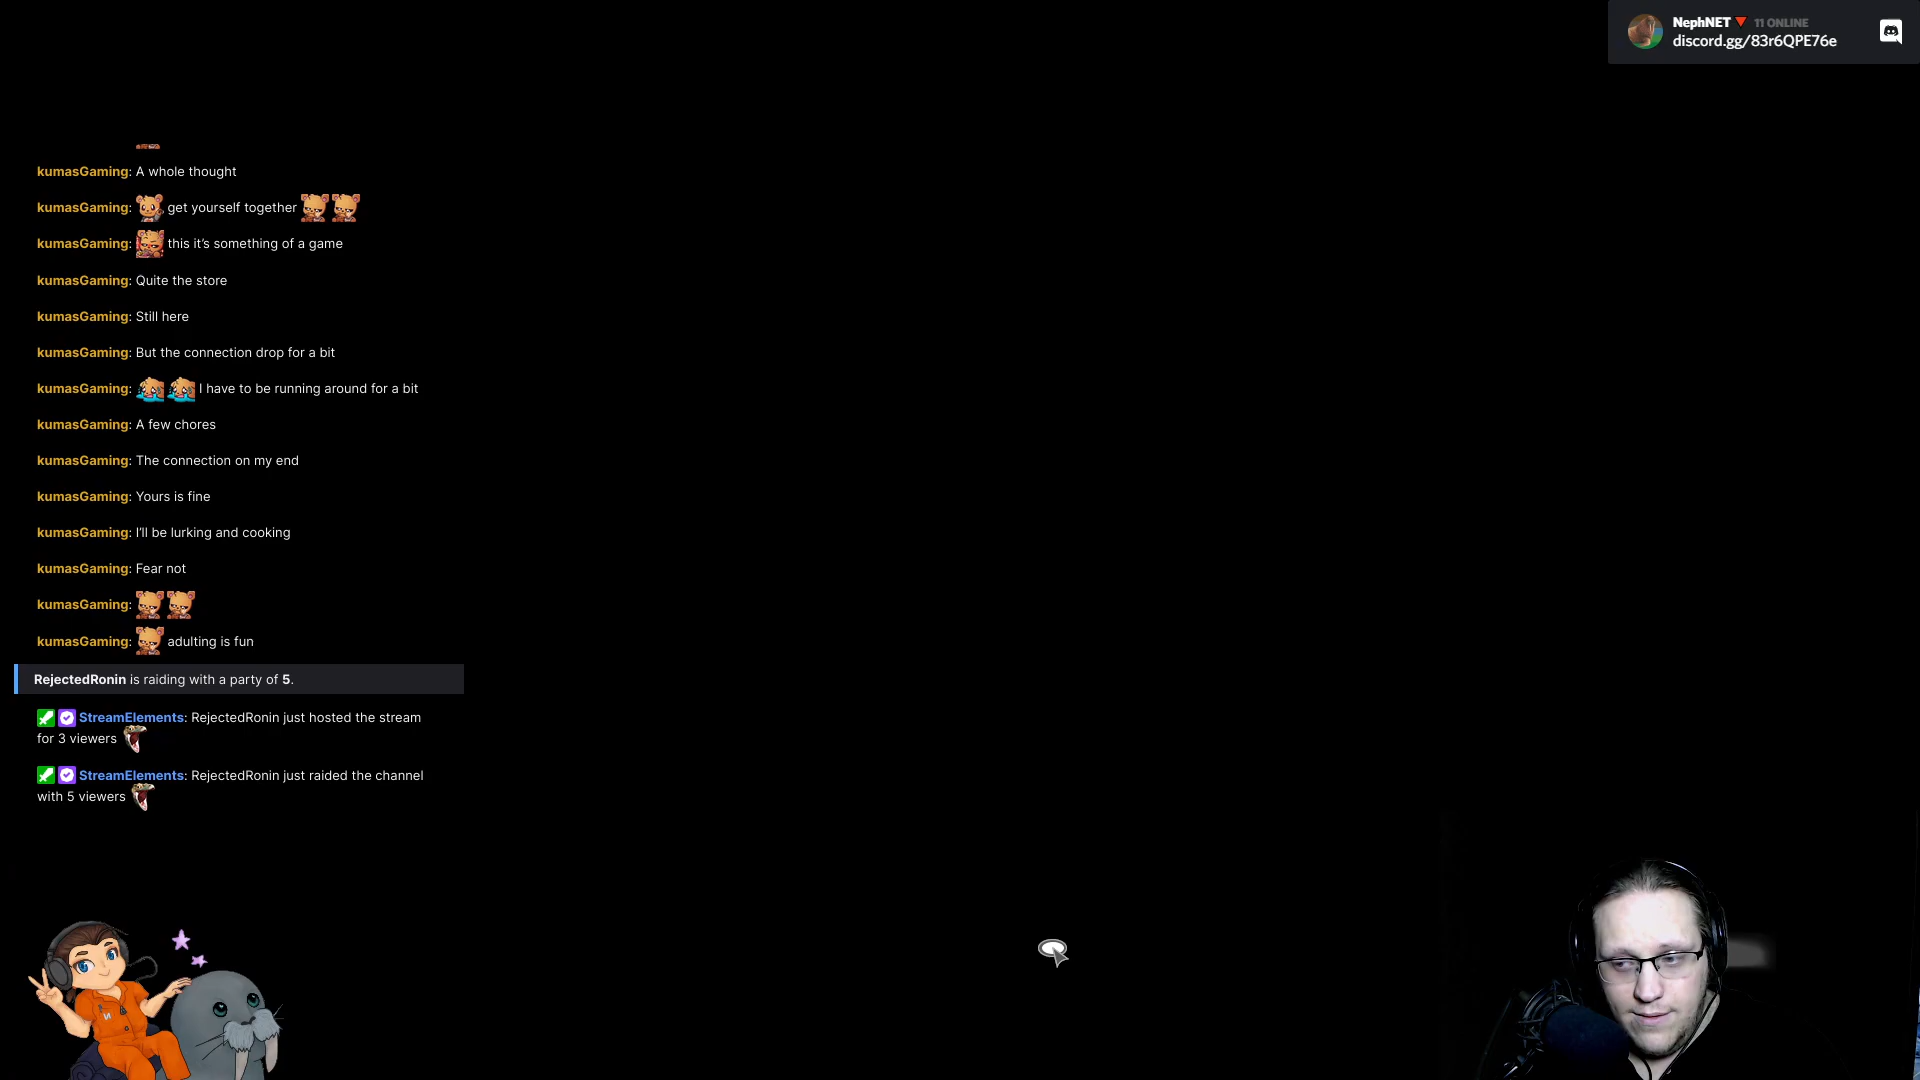 NephNET 11 ONLINE
discord.gg/83r6QPE76e
kumasGaming: A whole thought
kumasGaming: get yourself together
kumasGaming: this it's something of a game
kumasGaming: Quite the store
kumasGaming: Still here
kumasGaming: But the connection drop for a bit
kumasGaming: I have to be running around for a bit
kumasGaming: A few chores
kumasGaming: The connection on my end
kumasGaming: Yours is fine
kumasGaming: I'll be lurking and cooking
kumasGaming: Fear not
kumasGaming:
kumasGaming: adulting is fun
RejectedRonin is raiding with a party of 5.
StreamElements: RejectedRonin just hosted the stream
for 3 viewers
StreamElements: RejectedRonin just raided the channel
with 5 viewers